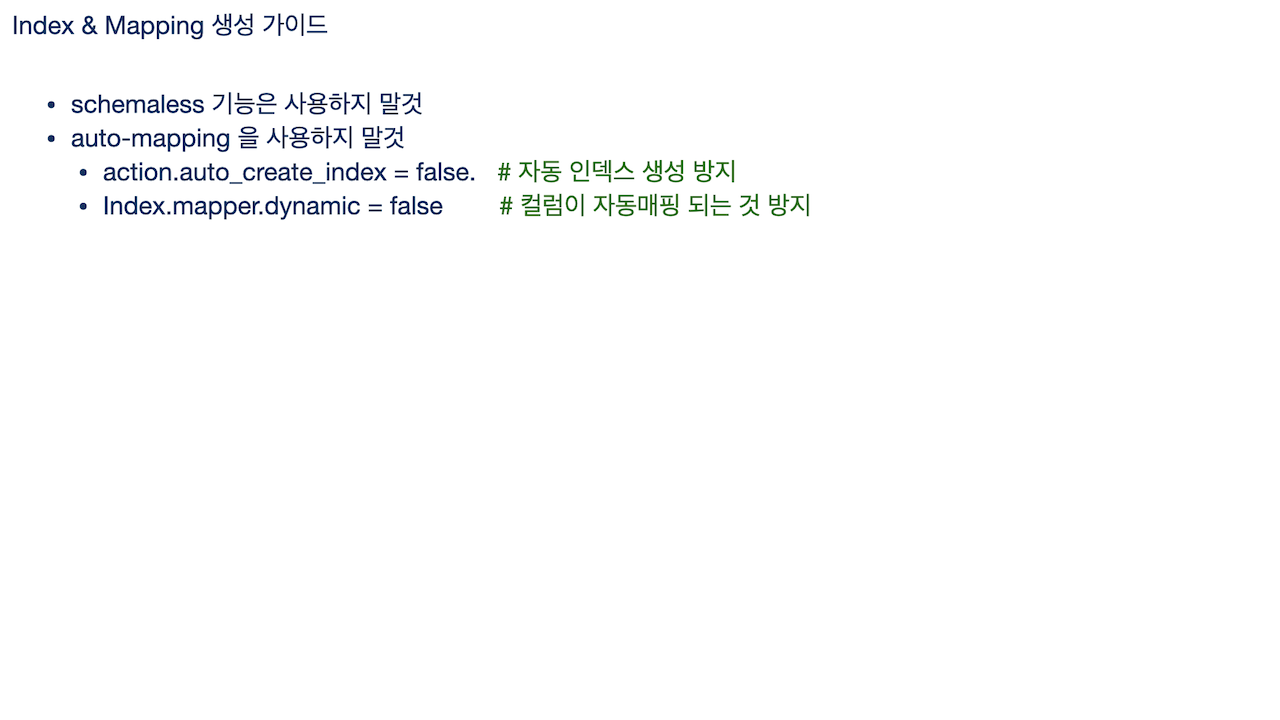 Index & Mapping 생성 가이드
• schemaless 기능은 사용하지 말것
• auto-mapping 을 사용하지 말것
• action.auto_create_index = false. # 자동 인덱스 생성 방지
• Index.mapper.dynamic = false # 컬럼이 자동매핑 되는 것 방지